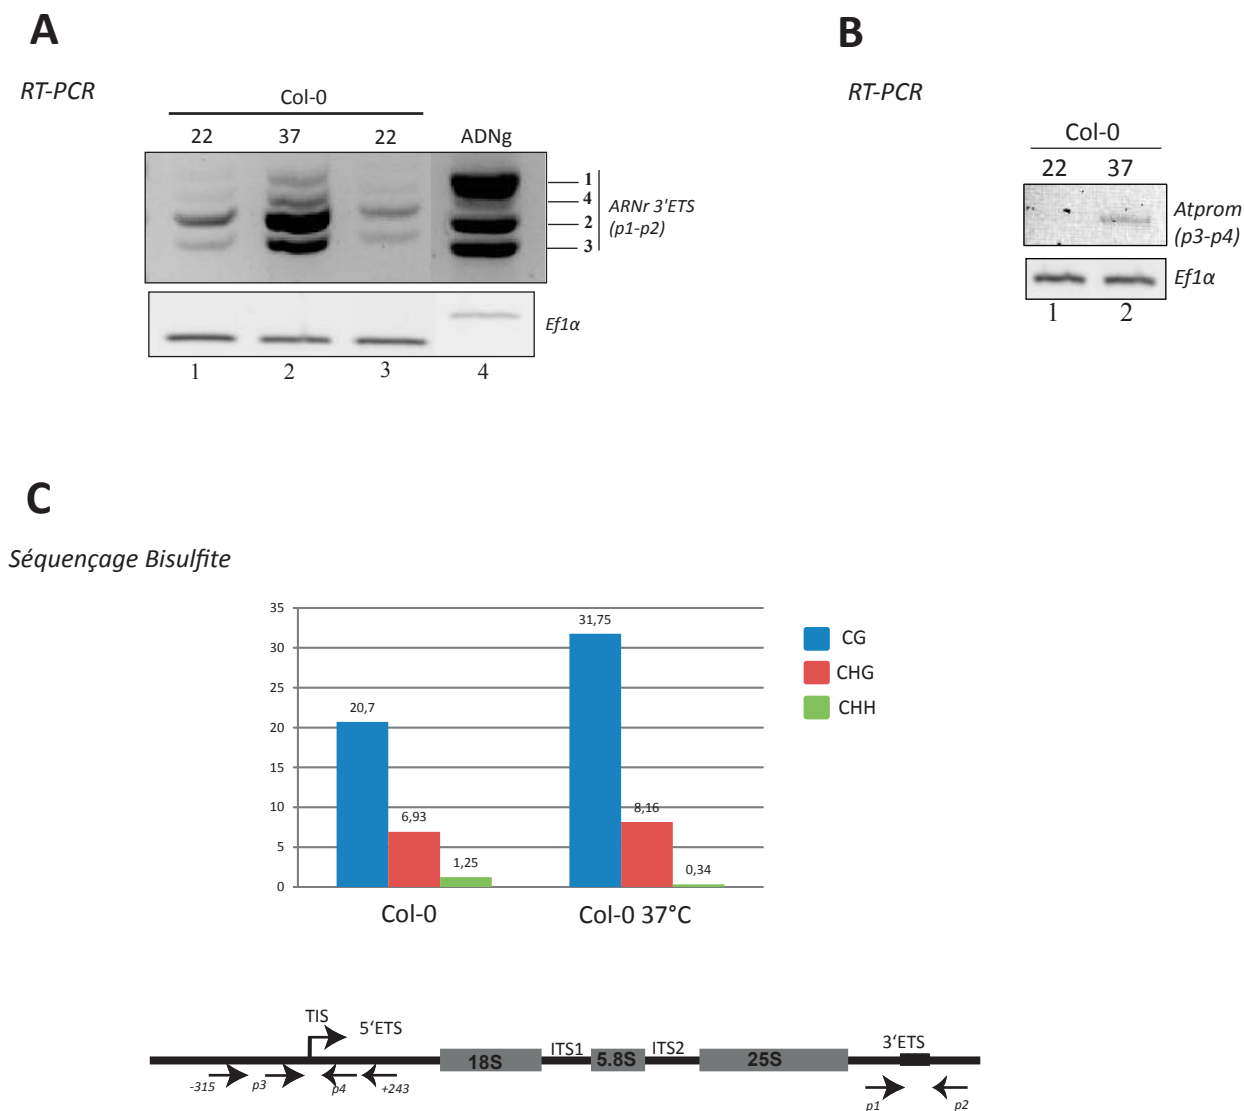 A
RT-PCR
Col-0
22 37 22 ADNg
1
4
2
3
ARNr 3'ETS
(p1-p2)
Ef1α
1 2 3 4
B
RT-PCR
Col-0
22 37
Atprom
(p3-p4)
Ef1α
1 2
C
Séquençage Bisulfite
35
30
25
20
15
10
5
0
20,7
6,93
1,25
31,75
8,16
0,34
Col-0
Col-0 37°C
CG
CHG
CHH
TIS
5'ETS
18S
ITS1
5.8S
ITS2
25S
3'ETS
-315
p3
p4
+243
p1
p2